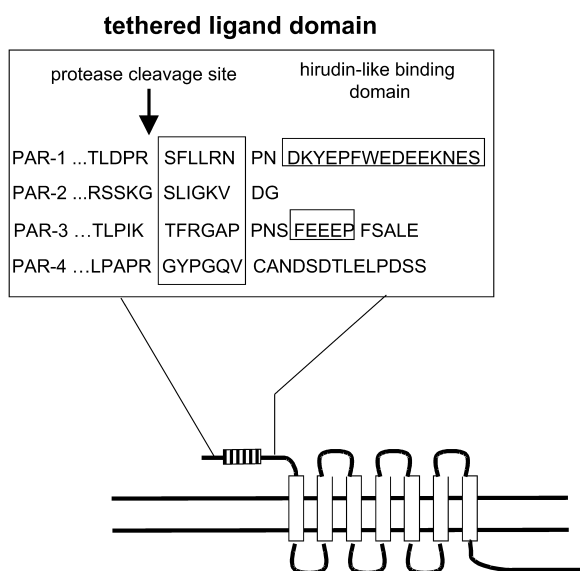 tethered ligand domain
protease cleavage site
hirudin-like binding
domain
PAR-1 ...TLDPR SFLLRN PN DKYEPFWEDEEKNES
PAR-2 ...RSSKG SLIGKV DG
PAR-3 ...TLPIK TFRGAP PNS FEEEP FSALE
PAR-4 ...LPAPR GYPGQV CANDSDTLELPDSS